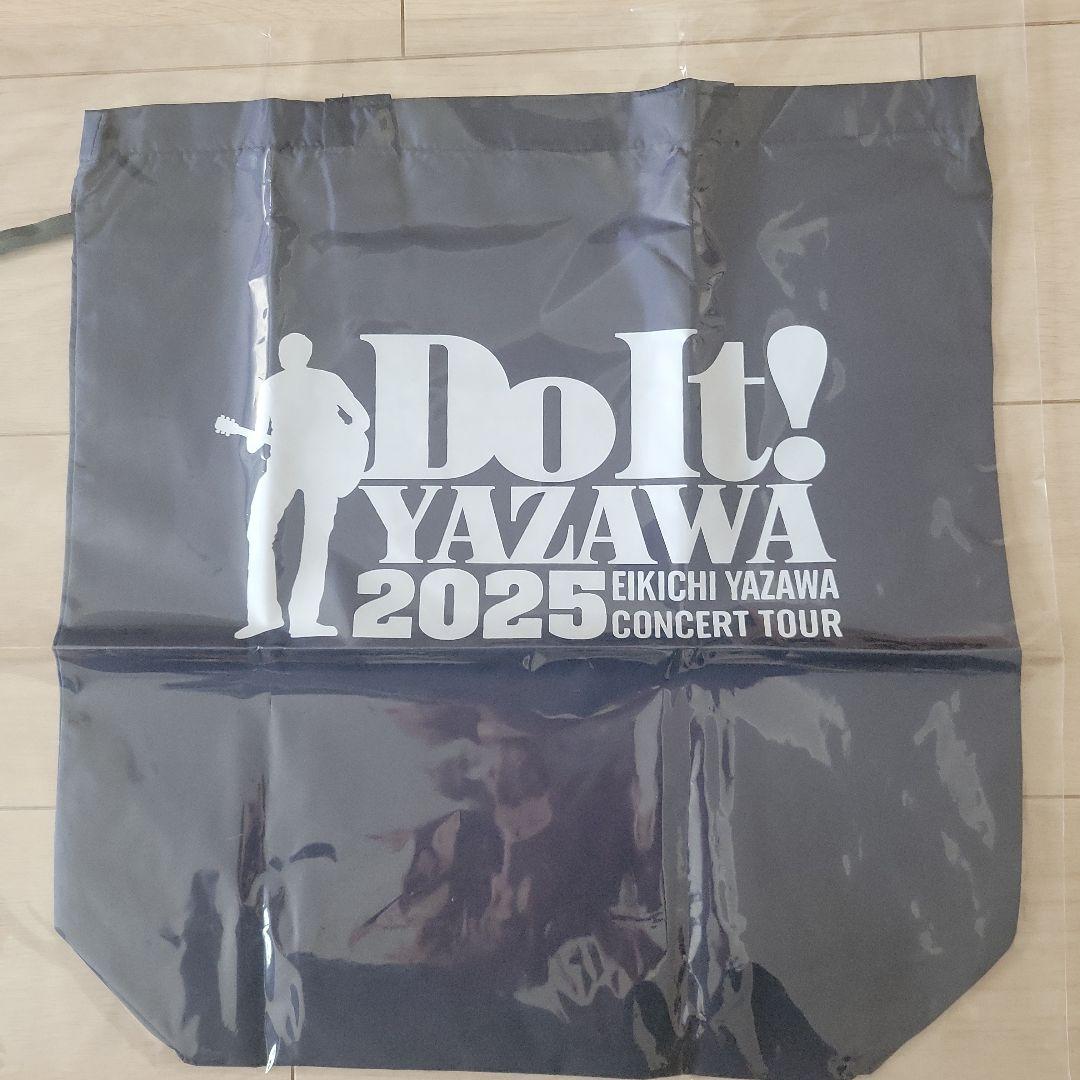 Do It!
YAZAWA
2025 EIKICHI YAZAWA
CONCERT TOUR